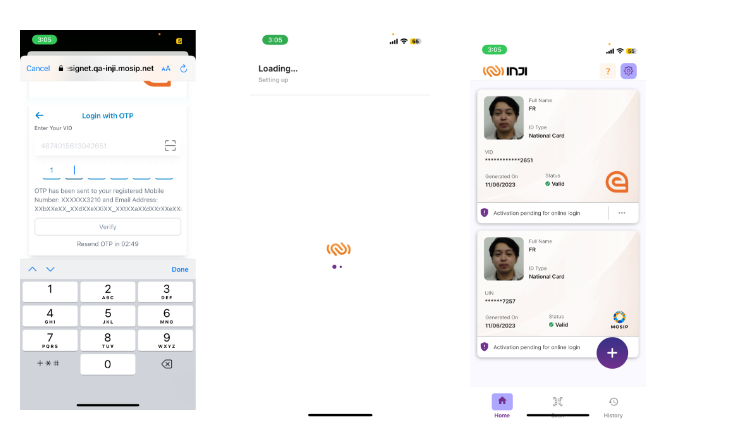 3:05
Cancel
signet.qa-inji.mosip.net
AA
Login with OTP
Enter Your VID
1
OTP has been sent to your registered Mobile
Number: XXXXXX3210 and Email Address:
Verify
Resend OTP in 02:49
Done
1
2
ABC
3
DEF
4
GHI
5
JKL
6
MNO
7
PQRS
8
TUV
9
WXYZ
+*#
0
3:05
66
Loading...
Setting up
3:05
66
INJI
?
Full Name
FR
ID Type
National Card
VID
************2651
Generated On
11/06/2023
Status
Valid
Activation pending for online login
...
Full Name
FR
ID Type
National Card
UIN
******7257
Generated On
11/06/2023
Status
Valid
MOSIP
Activation pending for online login
+
Home
History